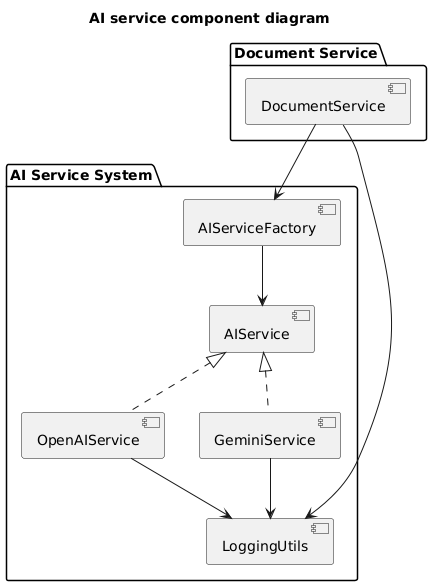 AI service component diagram
Document Service
DocumentService
AI Service System
AIServiceFactory
AIService
OpenAIService
GeminiService
LoggingUtils